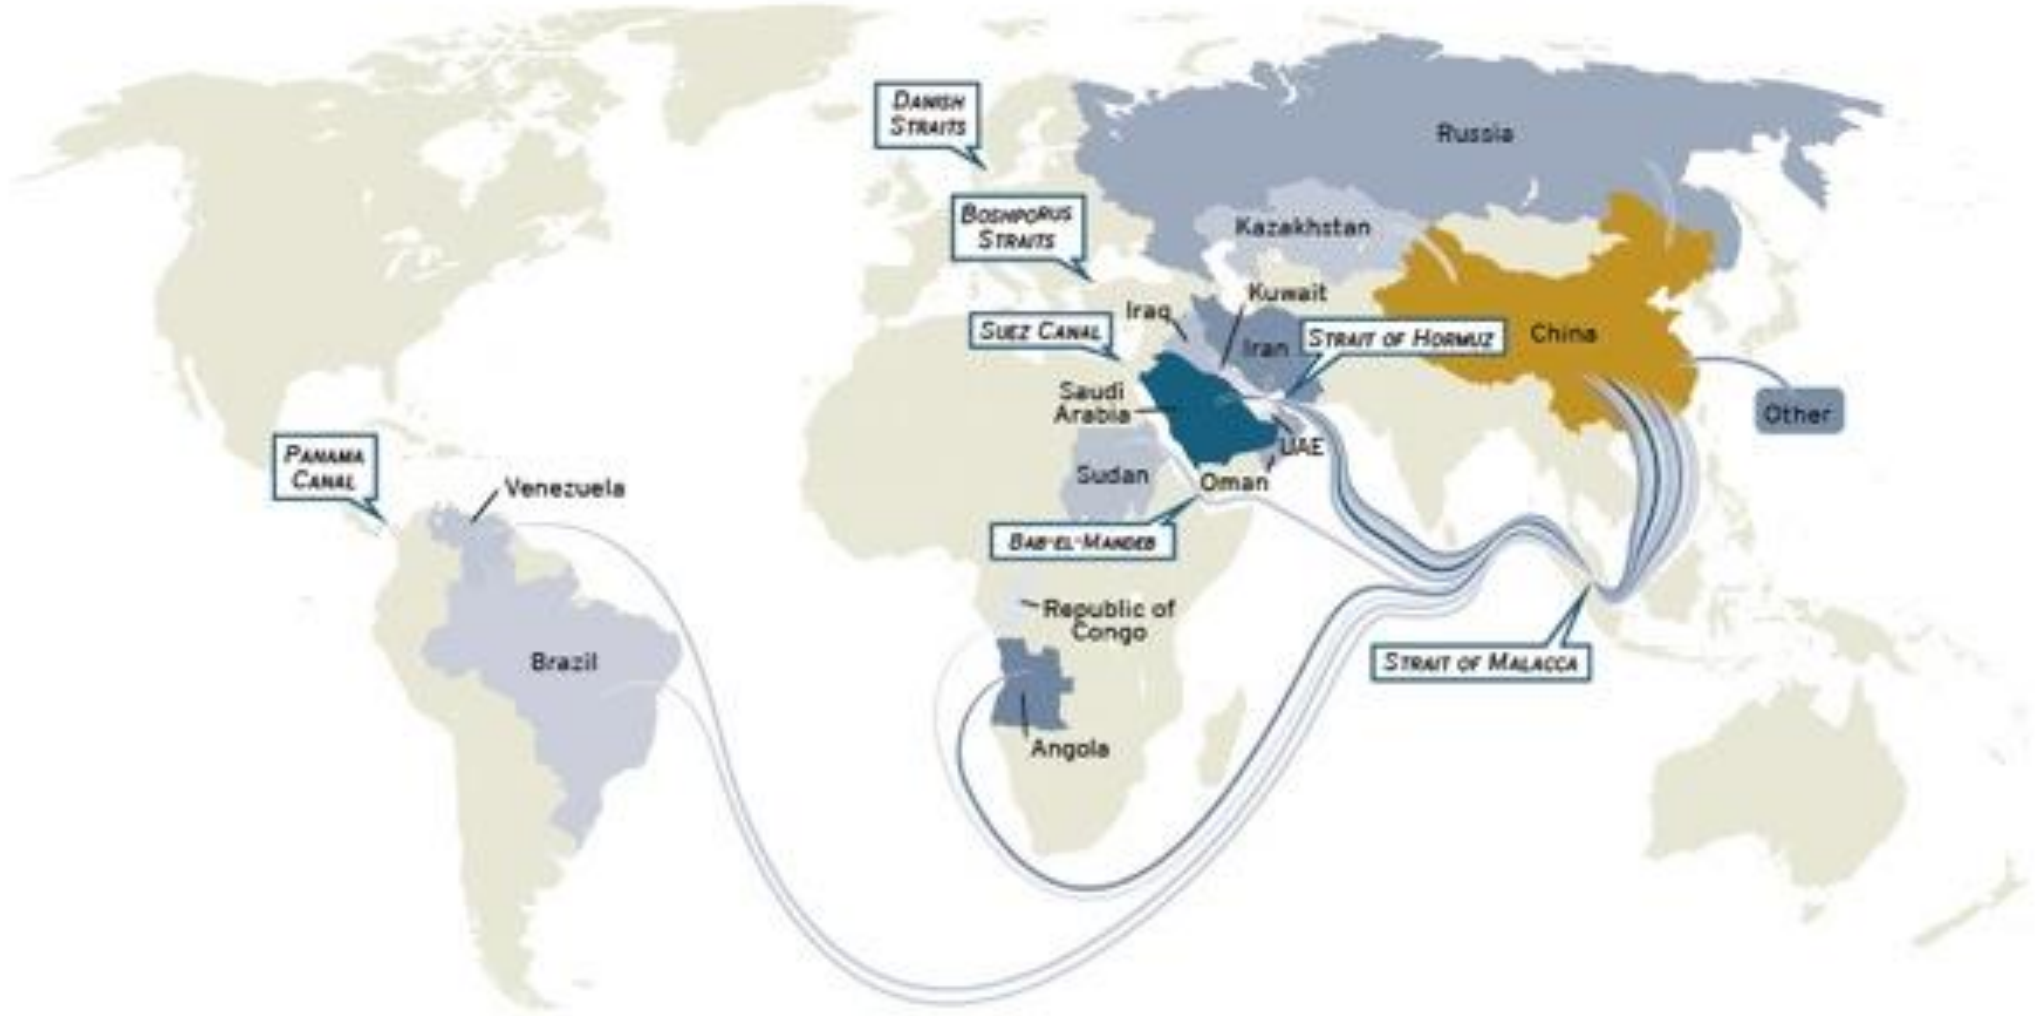 DANISH
STRAITS
Russia
BOSHPORUS
STRAITS
Kazakhstan
Kuwait
Iraq
SUEZ CANAL
Iran
STRAIT OF HORMUZ
China
Saudi
Arabia
Other
UAE
PANAMA
CANAL
Venezuela
Sudan
Oman
BAB-EL-MANDEB
Republic of
Congo
Brazil
STRAIT OF MALACCA
Angola